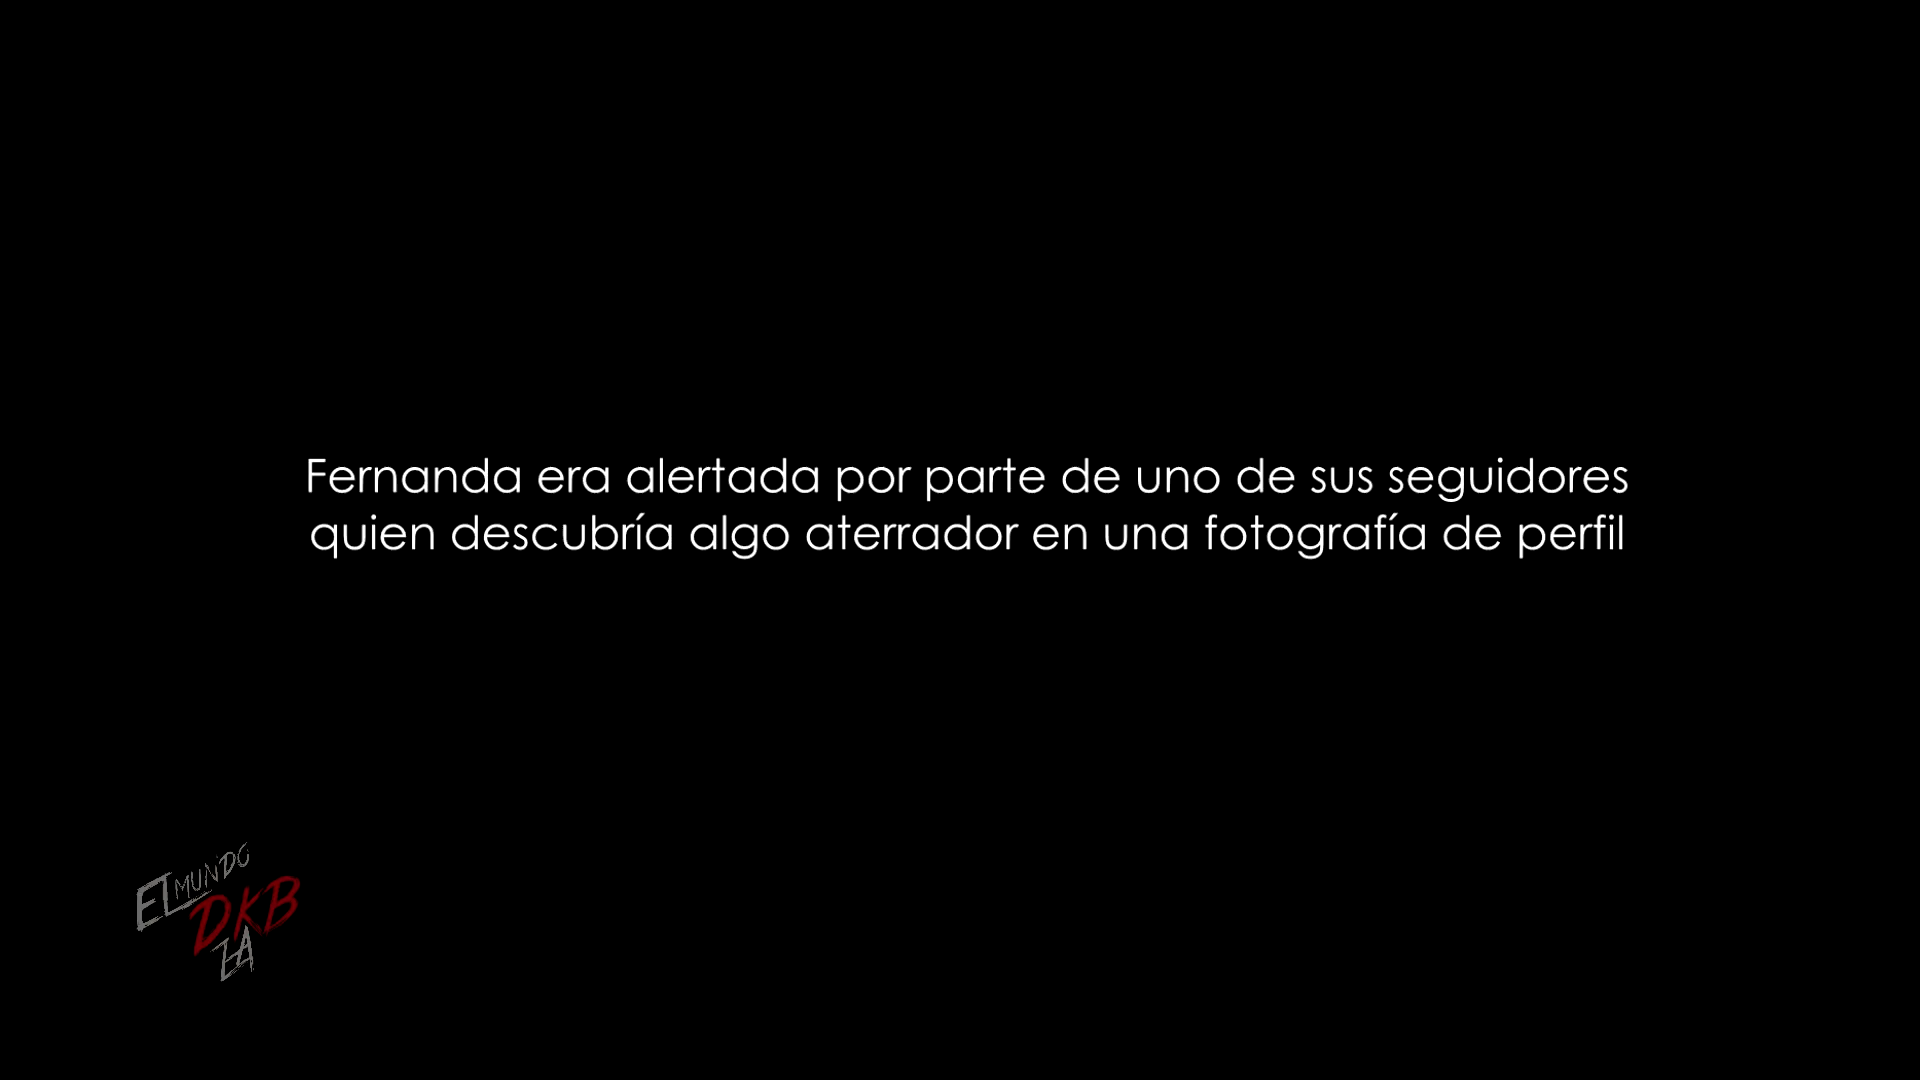 Fernanda era alertada por parte de uno de sus seguidores
quien descubría algo aterrador en una fotografía de perfil
EL MUNDO
DKB
ZA